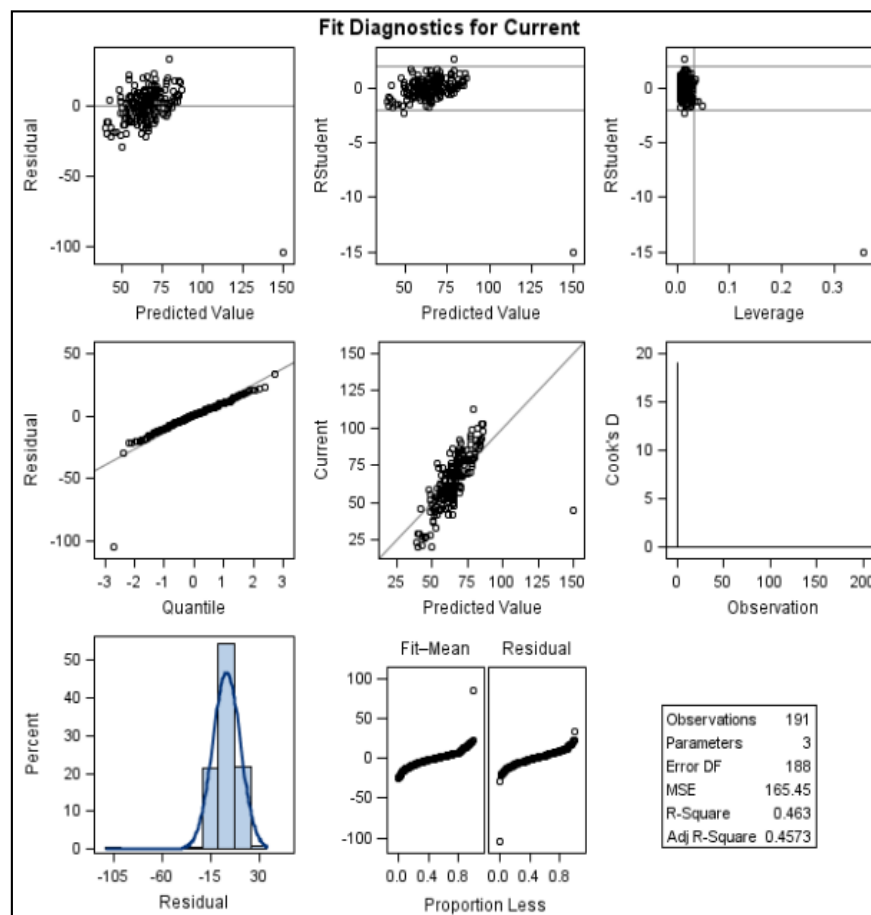 Fit Diagnostics for Current
Residual
0
-50
-100
50 75 100 125 150
Predicted Value
RStudent
0
-5
-10
-15
50 75 100 125 150
Predicted Value
RStudent
0
-5
-10
-15
0.0 0.1 0.2 0.3
Leverage
Residual
50
0
-50
-100
-3 -2 -1 0 1 2 3
Quantile
Current
150
125
100
75
50
25
25 50 75 100 125 150
Predicted Value
Cook's D
20
15
10
5
0
0 50 100 150 200
Observation
Percent
50
40
30
20
10
0
-105 -60 -15 30
Residual
Fit–Mean Residual
100
50
0
-50
-100
0.0 0.4 0.8 0.0 0.4 0.8
Proportion Less
Observations 191
Parameters 3
Error DF 188
MSE 165.45
R-Square 0.463
Adj R-Square 0.4573